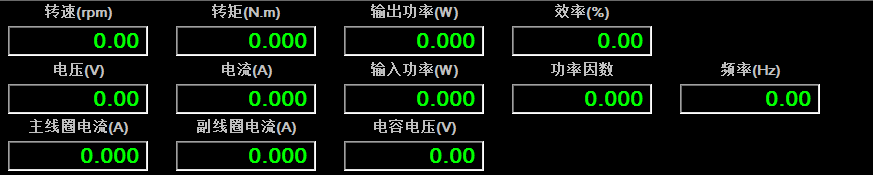 转速(rpm) 转矩(N.m) 输出功率(W) 效率(%)
0.00 0.000 0.000 0.00
电压(V) 电流(A) 输入功率(W) 功率因数 频率(Hz)
0.00 0.000 0.000 0.000 0.00
主线圈电流(A) 副线圈电流(A) 电容电压(V)
0.000 0.000 0.00